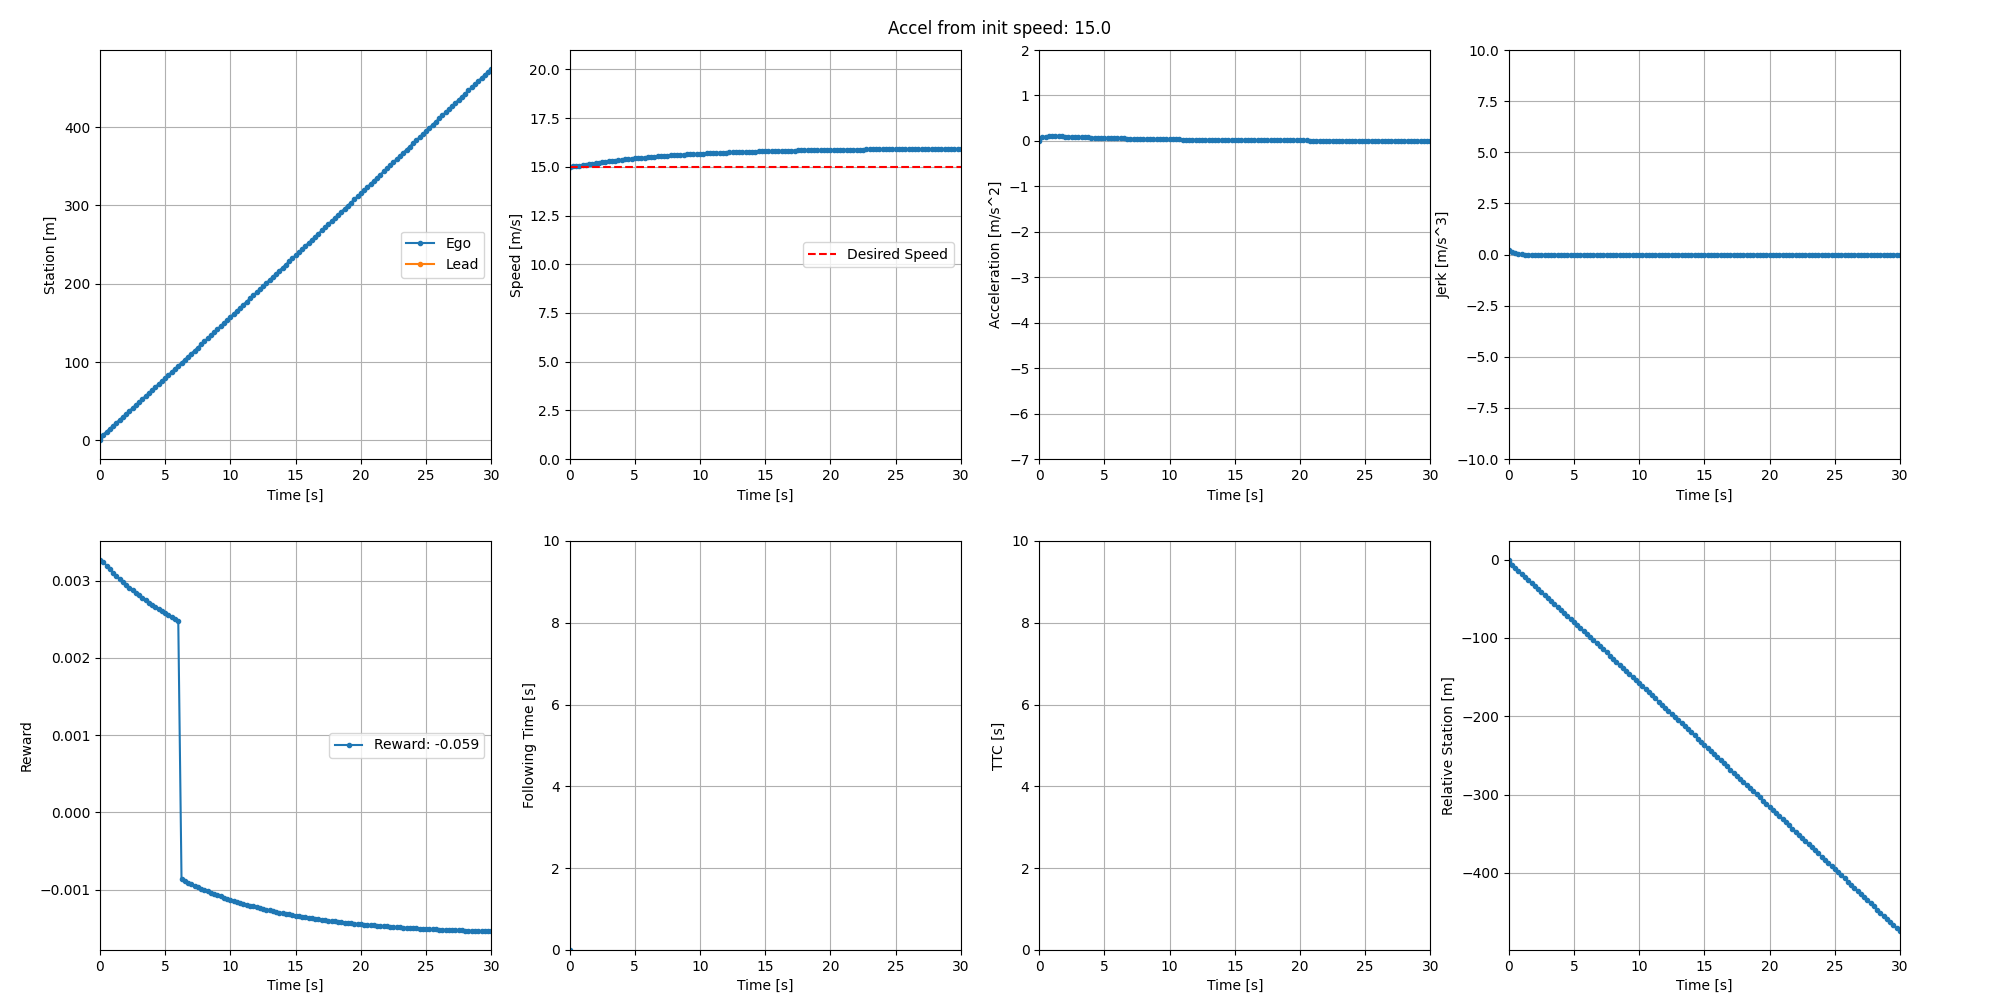 Accel from init speed: 15.0
Station [m]
400
300
200
100
0
Ego
Lead
0 5 10 15 20 25 30
Time [s]
Speed [m/s]
20.0
17.5
15.0
12.5
10.0
7.5
5.0
2.5
0.0
Desired Speed
0 5 10 15 20 25 30
Time [s]
Acceleration [m/s^2]
2
1
0
−1
−2
−3
−4
−5
−6
−7
0 5 10 15 20 25 30
Time [s]
Jerk [m/s^3]
10.0
7.5
5.0
2.5
0.0
−2.5
−5.0
−7.5
−10.0
0 5 10 15 20 25 30
Time [s]
Reward
0.003
0.002
0.001
0.000
−0.001
Reward: -0.059
0 5 10 15 20 25 30
Time [s]
Following Time [s]
10
8
6
4
2
0
0 5 10 15 20 25 30
Time [s]
TTC [s]
10
8
6
4
2
0
0 5 10 15 20 25 30
Time [s]
Relative Station [m]
0
−100
−200
−300
−400
0 5 10 15 20 25 30
Time [s]